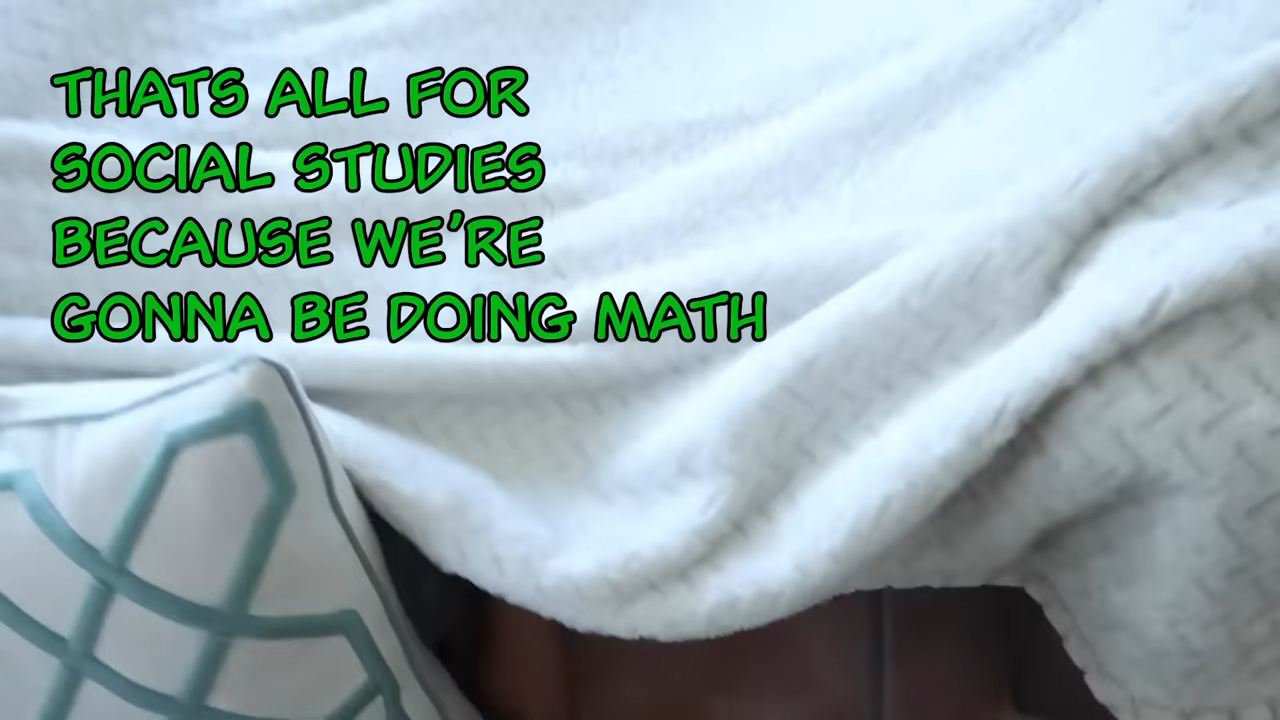 THATS ALL FOR
SOCIAL STUDIES
BECAUSE WE'RE
GONNA BE DOING MATH